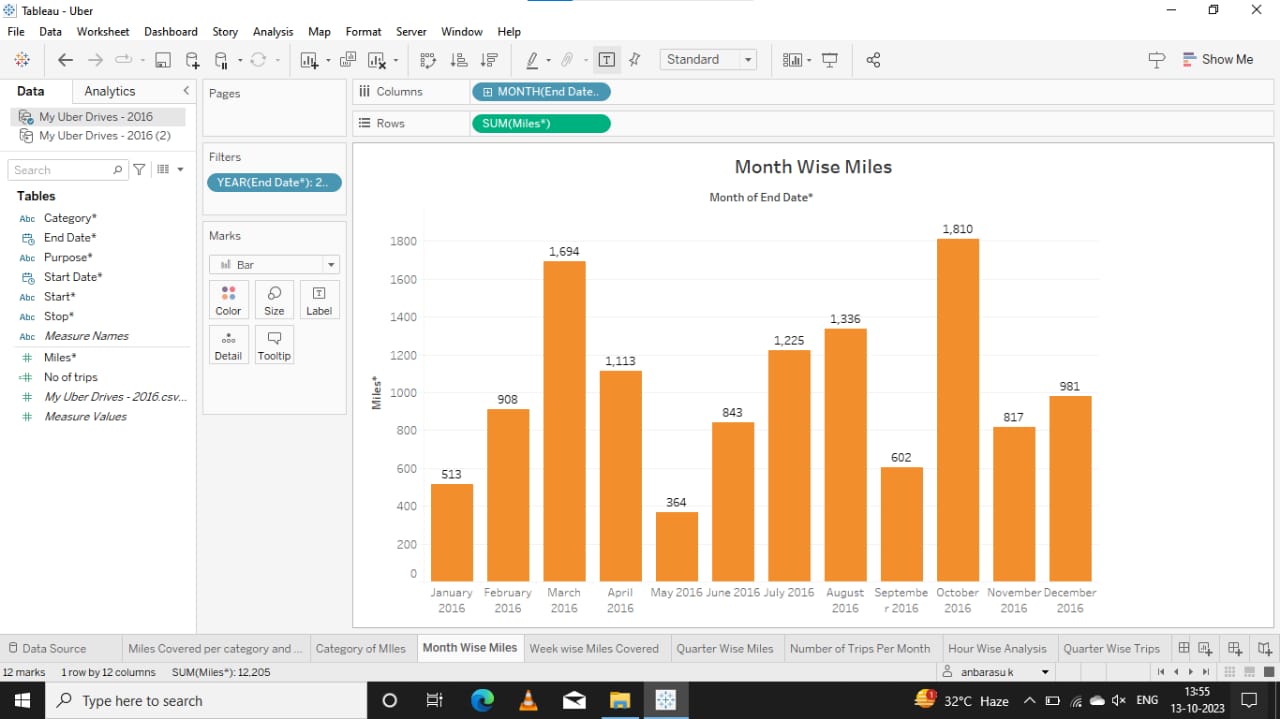 Tableau - Uber
File Data Worksheet Dashboard Story Analysis Map Format Server Window Help
Standard
Show Me
Data Analytics
My Uber Drives - 2016
My Uber Drives - 2016 (2)
Search
Tables
Abc Category*
End Date*
Abc Purpose*
Start Date*
Abc Start*
Abc Stop*
Abc Measure Names
Miles*
No of trips
My Uber Drives - 2016.csv...
Measure Values
Pages
Filters
YEAR(End Date*): 2..
Marks
Bar
Color Size Label
Detail Tooltip
Columns MONTH(End Date..
Rows SUM(Miles*)
Month Wise Miles
Month of End Date*
Miles*
1800
1600
1400
1200
1000
800
600
400
200
0
513
908
1,694
1,113
364
843
1,225
1,336
602
1,810
817
981
January
2016
February
2016
March
2016
April
2016
May 2016
June 2016
July 2016
August
2016
Septembe
r 2016
October
2016
November
2016
December
2016
Data Source Miles Covered per category and ... Category of MIles Month Wise Miles Week wise Miles Covered Quarter Wise Miles Number of Trips Per Month Hour Wise Analysis Quarter Wise Trips
12 marks 1 row by 12 columns SUM(Miles*): 12,205 anbarasu k
Type here to search
1
32°C Haze
ENG
13:55
13-10-2023